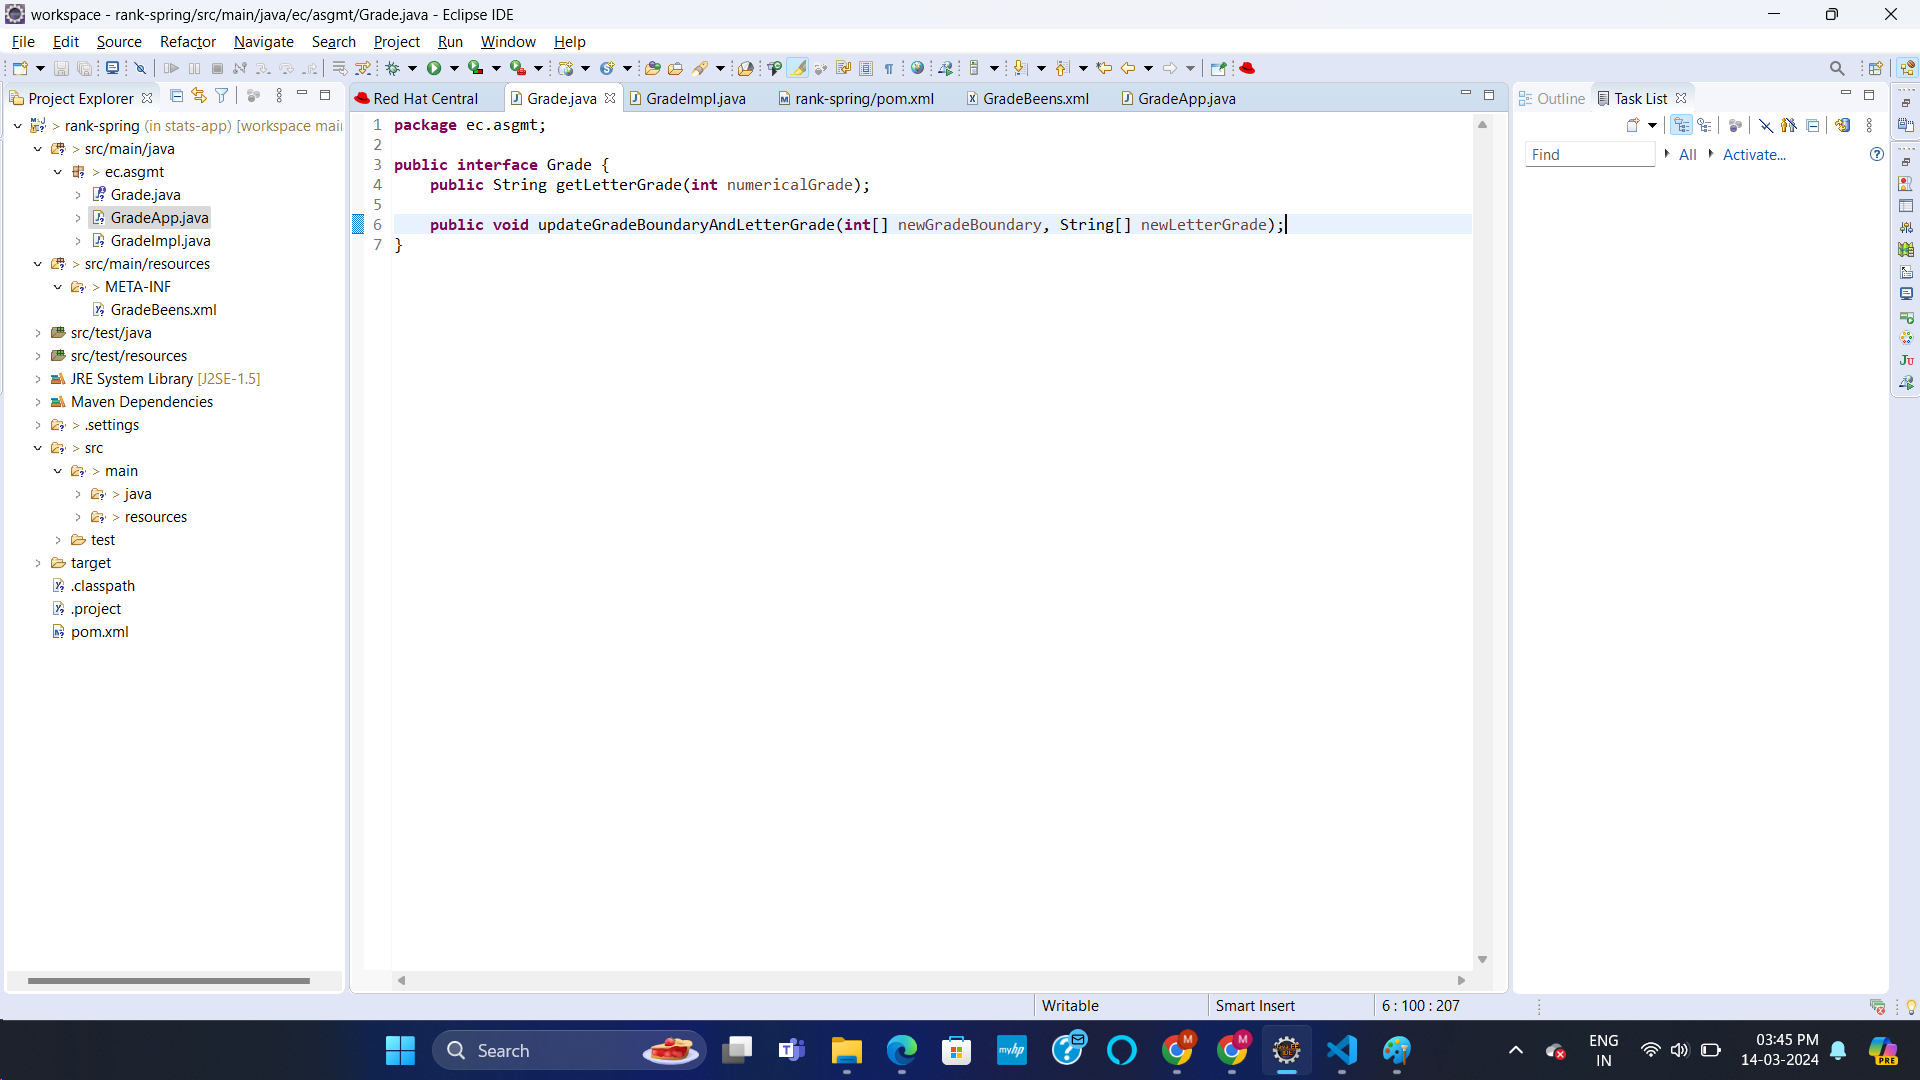 workspace - rank-spring/src/main/java/ec/asgmt/Grade.java - Eclipse IDE
File Edit Source Refactor Navigate Search Project Run Window Help
Project Explorer
rank-spring (in stats-app) [workspace mai
src/main/java
ec.asgmt
Grade.java
GradeApp.java
GradeImpl.java
src/main/resources
META-INF
GradeBeens.xml
src/test/java
src/test/resources
JRE System Library [J2SE-1.5]
Maven Dependencies
.settings
src
main
java
resources
test
target
.classpath
.project
pom.xml
Red Hat Central Grade.java GradeImpl.java rank-spring/pom.xml GradeBeens.xml GradeApp.java
1 package ec.asgmt;
2
3 public interface Grade {
4 public String getLetterGrade(int numericalGrade);
5
6 public void updateGradeBoundaryAndLetterGrade(int[] newGradeBoundary, String[] newLetterGrade);
7 }
Outline Task List
Find All Activate...
Ju
Writable Smart Insert 6 : 100 : 207
Search
myhp
M
M
ENG
IN
03:45 PM
14-03-2024
PRE